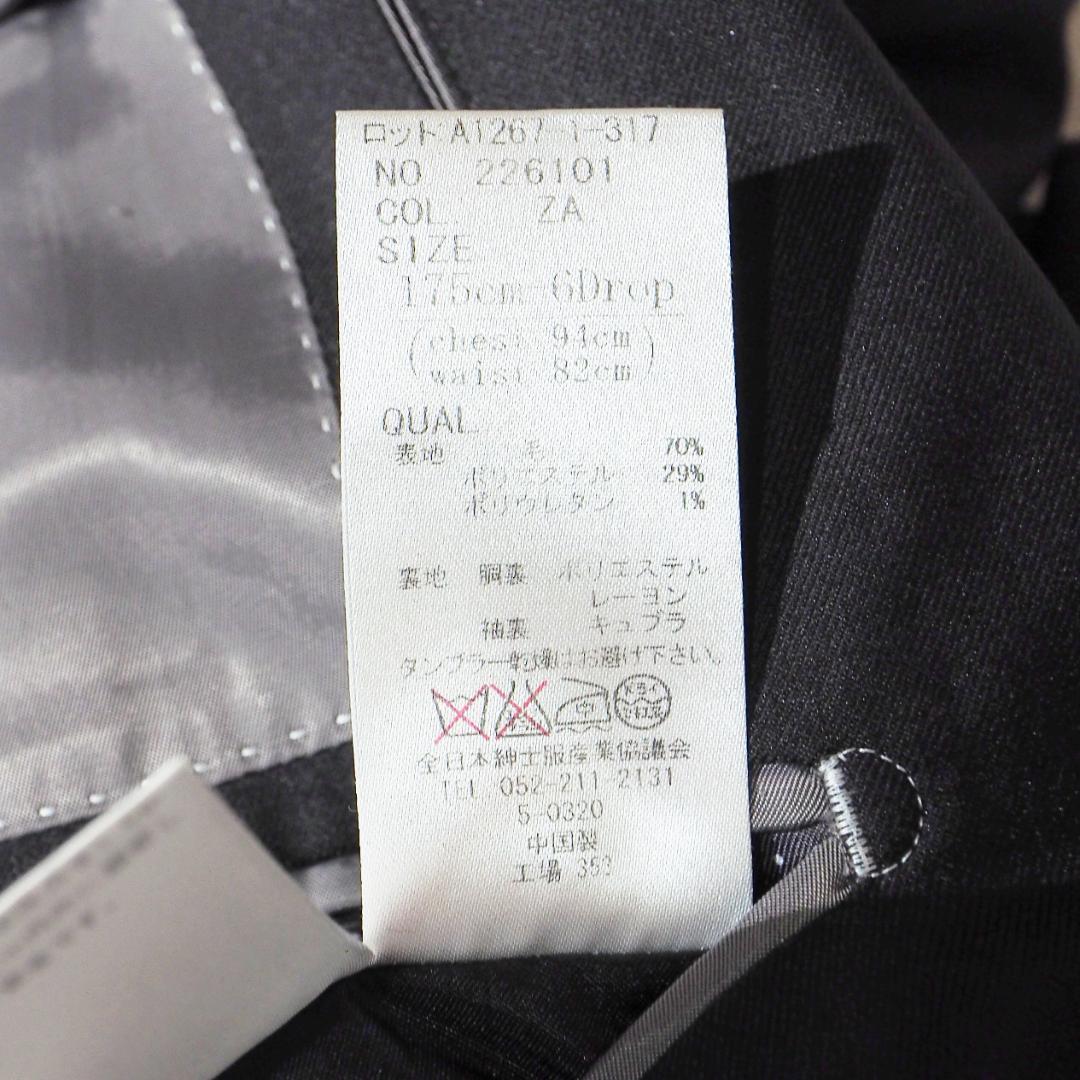 ロット A1267-1-317
NO 226101
COL. ZA
SIZE
175cm-6Drop
(chest 94cm
waist 82cm)
QUAL
表地 毛 70%
ポリエステル 29%
ポリウレタン 1%
裏地 胴裏 ポリエステル
レーヨン
袖裏 キュプラ
タンブラー乾燥はお避け下さい。
全日本紳士服産業協議会
TEL 052-211-2131
5-0320
中国製
工場 353